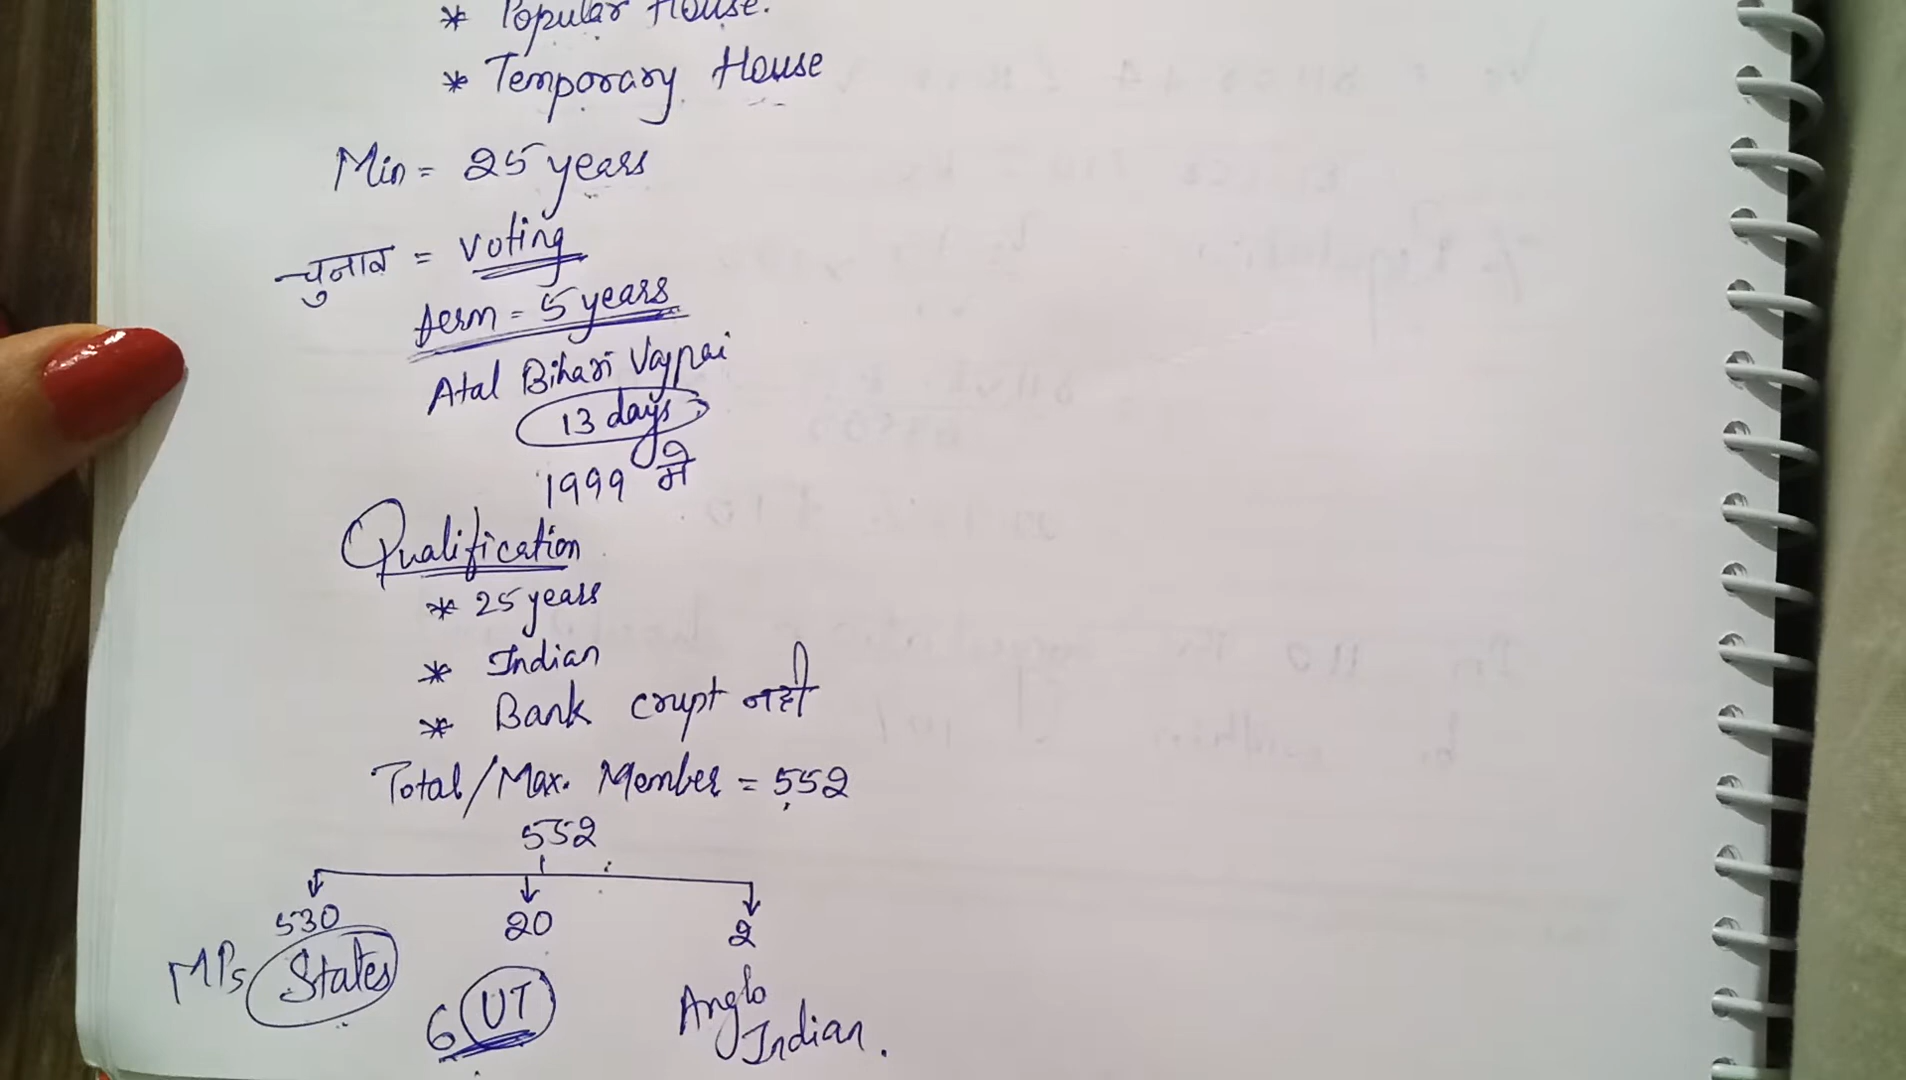 * Popular House.
* Temporary House
Min = 25 years
चुनाव = voting
term = 5 years
Atal Bihari Vajpai
13 days
1999 मे
Qualification
* 25 years
* Indian
* Bank crupt नही
Total/Max. Member = 552
552
530 20 2
MPs States 6 UT Anglo Indian.